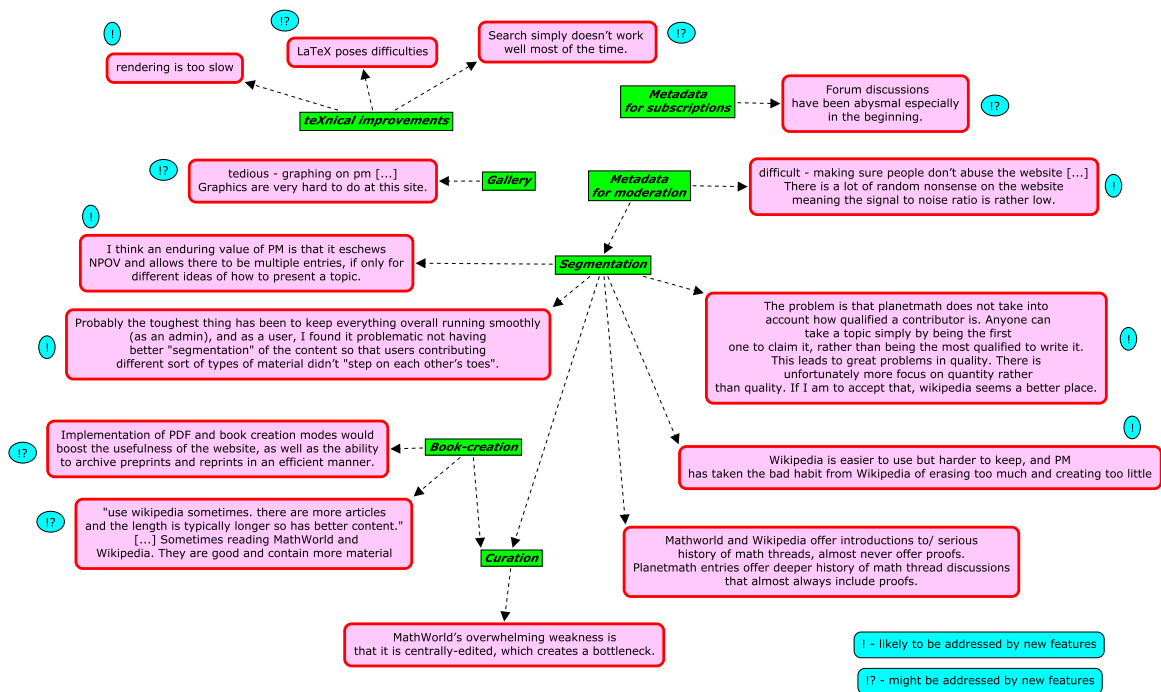 !
rendering is too slow
!?
LaTeX poses difficulties
Search simply doesn't work
well most of the time.
!?
teXnical improvements
Metadata
for subscriptions
Forum discussions
have been abysmal especially
in the beginning.
!?
!?
tedious - graphing on pm [...]
Graphics are very hard to do at this site.
Gallery
Metadata
for moderation
difficult - making sure people don't abuse the website [...]
There is a lot of random nonsense on the website
meaning the signal to noise ratio is rather low.
!
!
I think an enduring value of PM is that it eschews
NPOV and allows there to be multiple entries, if only for
different ideas of how to present a topic.
Segmentation
!
Probably the toughest thing has been to keep everything overall running smoothly
(as an admin), and as a user, I found it problematic not having
better "segmentation" of the content so that users contributing
different sort of types of material didn't "step on each other's toes".
The problem is that planetmath does not take into
account how qualified a contributor is. Anyone can
take a topic simply by being the first
one to claim it, rather than being the most qualified to write it.
This leads to great problems in quality. There is
unfortunately more focus on quantity rather
than quality. If I am to accept that, wikipedia seems a better place.
!
!?
Implementation of PDF and book creation modes would
boost the usefulness of the website, as well as the ability
to archive preprints and reprints in an efficient manner.
Book-creation
!
Wikipedia is easier to use but harder to keep, and PM
has taken the bad habit from Wikipedia of erasing too much and creating too little
!?
"use wikipedia sometimes. there are more articles
and the length is typically longer so has better content."
[...] Sometimes reading MathWorld and
Wikipedia. They are good and contain more material
Curation
Mathworld and Wikipedia offer introductions to/ serious
history of math threads, almost never offer proofs.
Planetmath entries offer deeper history of math thread discussions
that almost always include proofs.
MathWorld's overwhelming weakness is
that it is centrally-edited, which creates a bottleneck.
! - likely to be addressed by new features
!? - might be addressed by new features